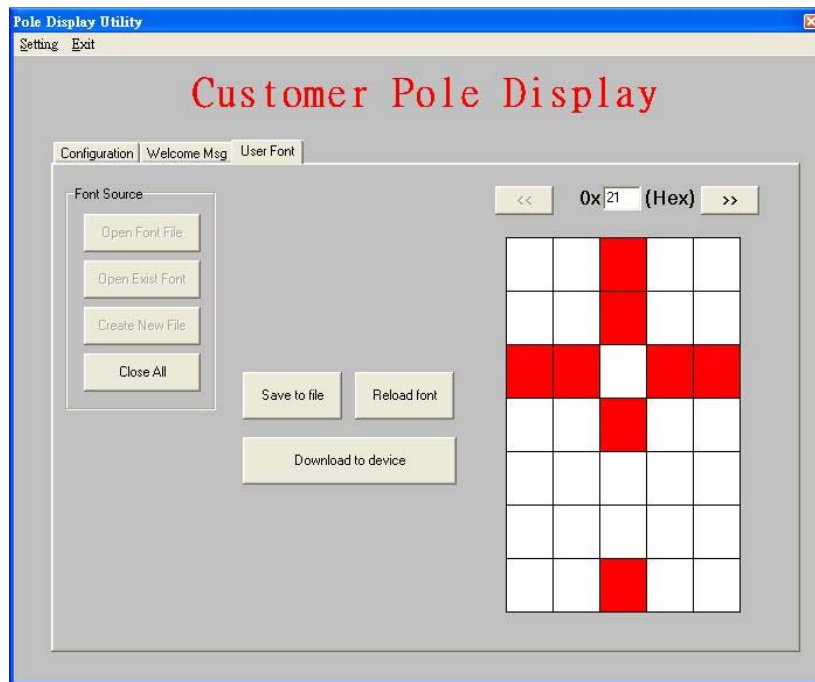 Pole Display Utility
Setting Exit
Customer Pole Display
Configuration Welcome Msg User Font
Font Source
<< 0x 21 (Hex) >>
Open Font File
Open Exist Font
Create New File
Close All
Save to file Reload font
Download to device